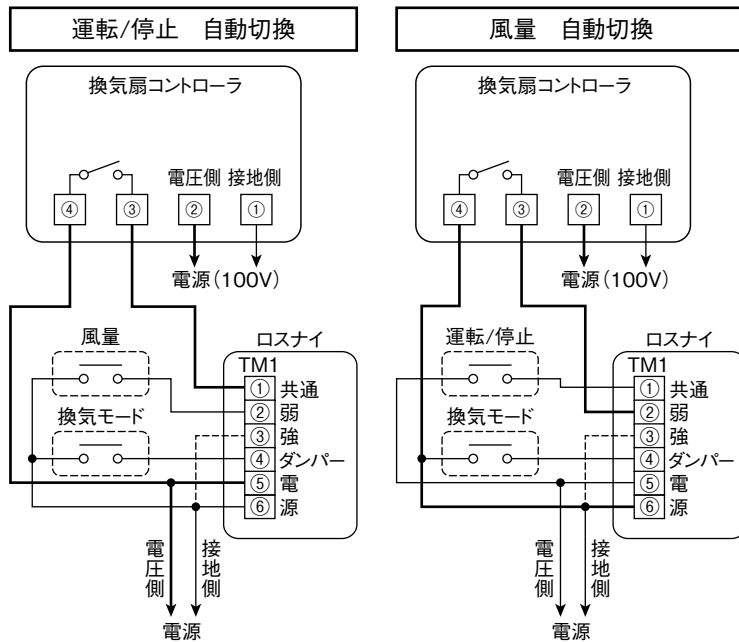 運転/停止 自動切換
換気扇コントローラ
電圧側 接地側
④ ③ ② ①
電源(100V)
風量
換気モード
ロスナイ
TM1
① 共通
② 弱
③ 強
④ ダンパー
⑤ 電
⑥ 源
電圧側
接地側
電源
風量 自動切換
換気扇コントローラ
電圧側 接地側
④ ③ ② ①
電源(100V)
運転/停止
換気モード
ロスナイ
TM1
① 共通
② 弱
③ 強
④ ダンパー
⑤ 電
⑥ 源
電圧側
接地側
電源